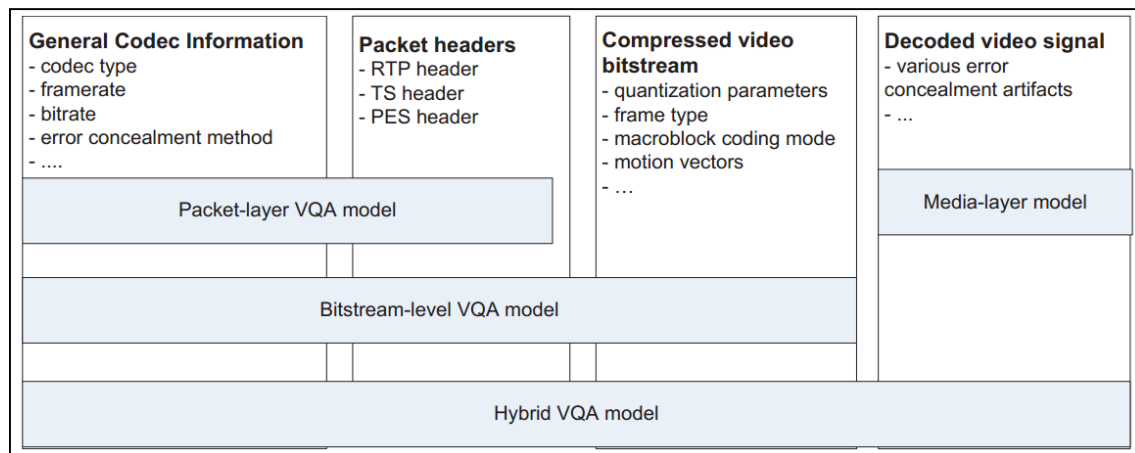 General Codec Information
- codec type
- framerate
- bitrate
- error concealment method
- ....
Packet headers
- RTP header
- TS header
- PES header
Compressed video
bitstream
- quantization parameters
- frame type
- macroblock coding mode
- motion vectors
- ...
Decoded video signal
- various error
concealment artifacts
- ...
Packet-layer VQA model
Media-layer model
Bitstream-level VQA model
Hybrid VQA model